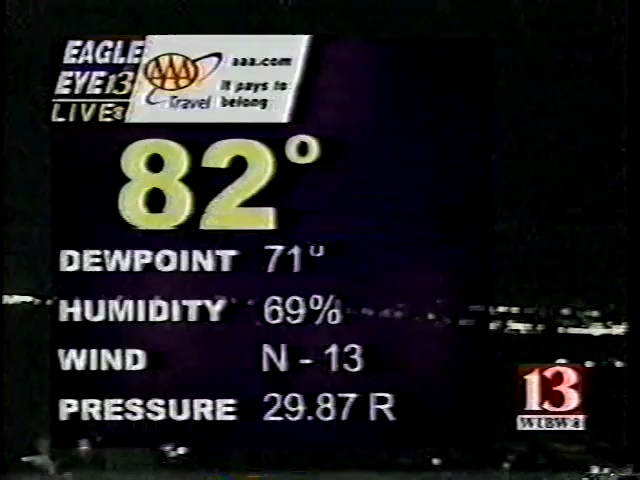 EAGLE
EYE13
LIVE
AAA
Travel
aaa.com
It pays to
belong
82°
DEWPOINT 71°
HUMIDITY 69%
WIND N - 13
PRESSURE 29.87 R
13